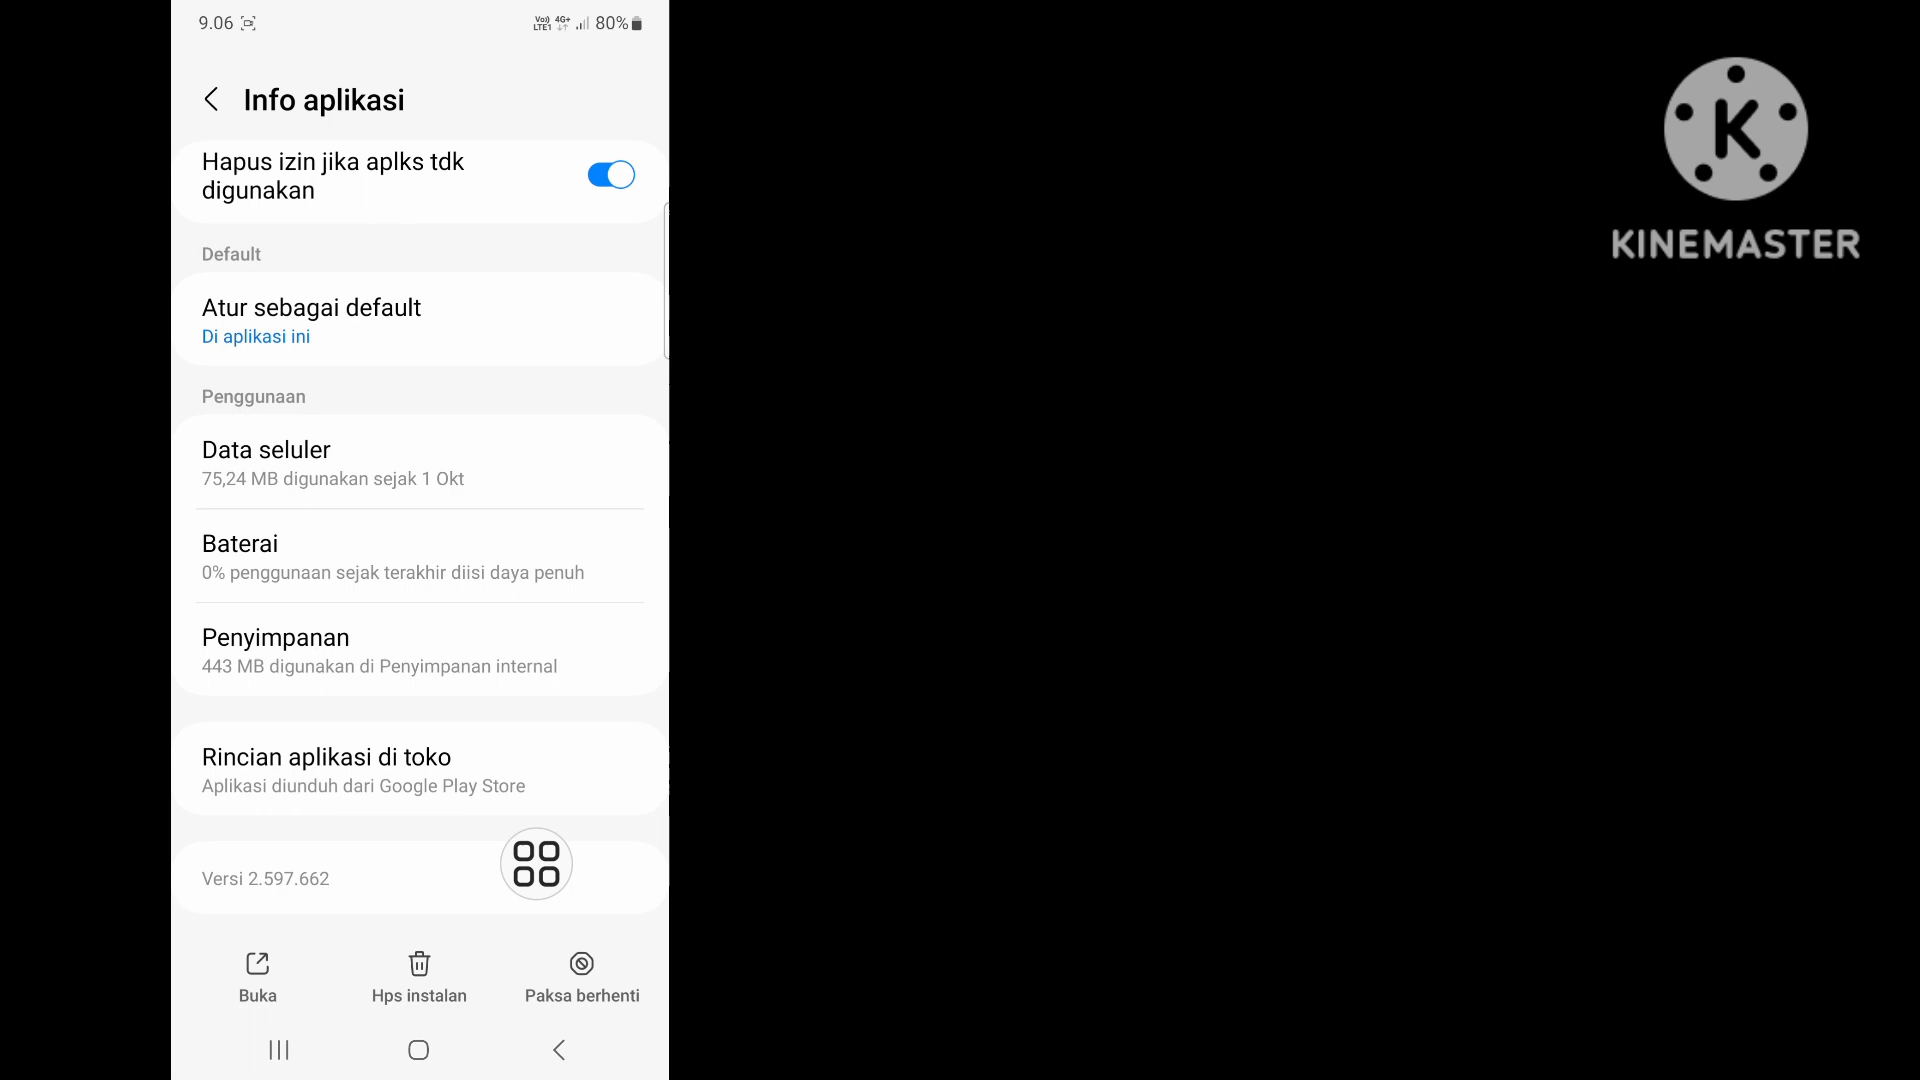 9.06
Vo)) LTE1 4G+ 80%
Info aplikasi
Hapus izin jika aplks tdk
digunakan
Default
Atur sebagai default
Di aplikasi ini
Penggunaan
Data seluler
75,24 MB digunakan sejak 1 Okt
Baterai
0% penggunaan sejak terakhir diisi daya penuh
Penyimpanan
443 MB digunakan di Penyimpanan internal
Rincian aplikasi di toko
Aplikasi diunduh dari Google Play Store
Versi 2.597.662
Buka
Hps instalan
Paksa berhenti
K
KINEMASTER